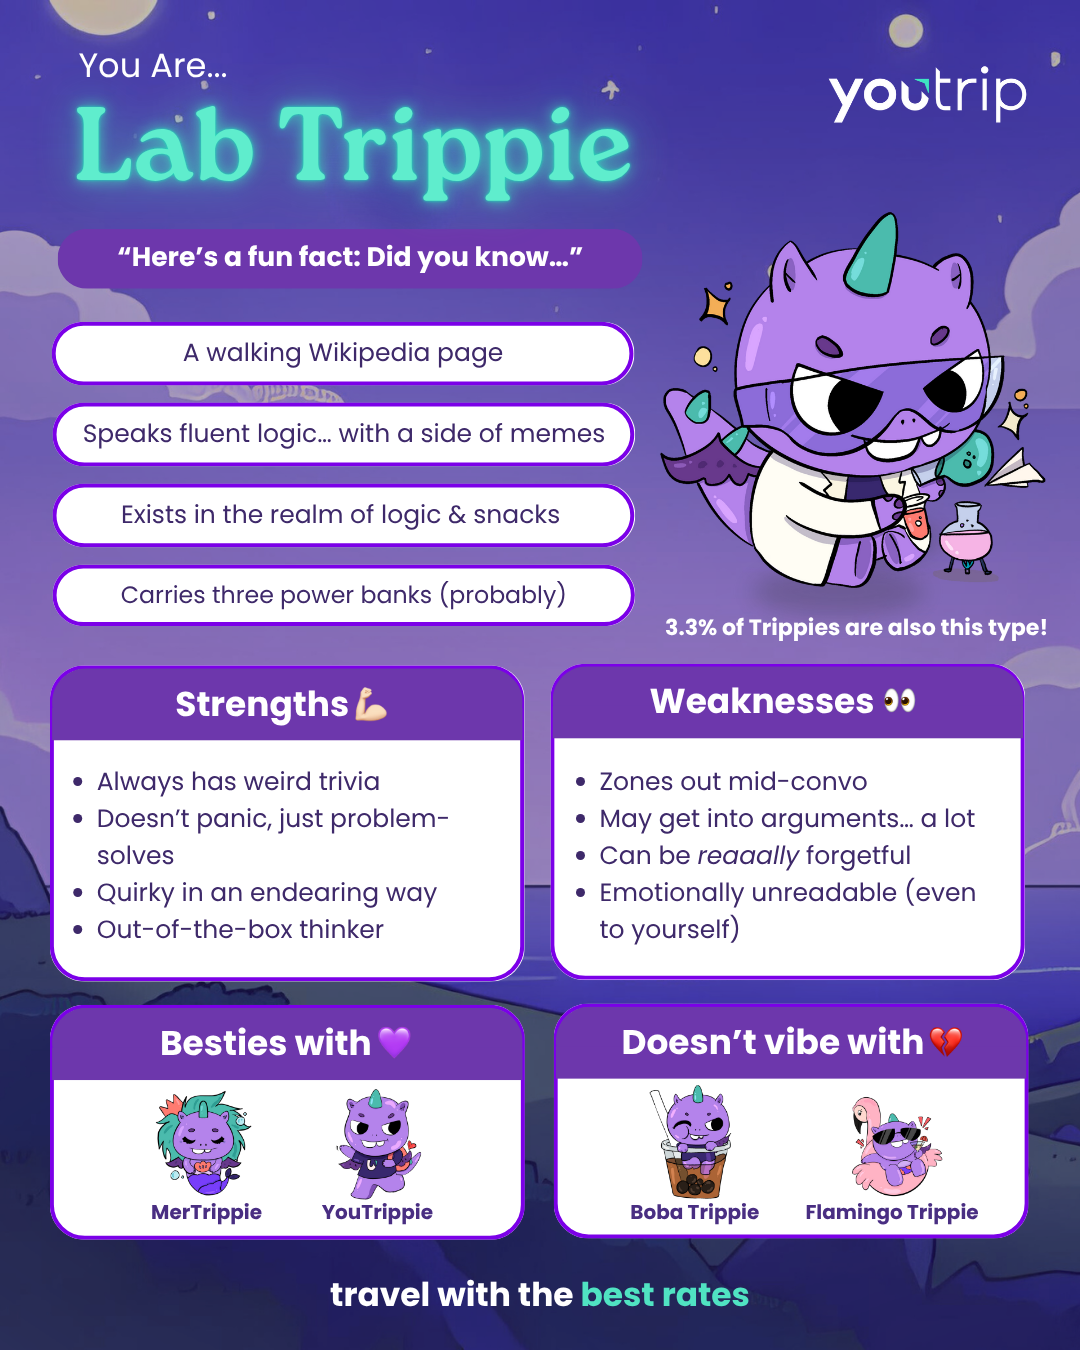 You Are...
youtrip
Lab Trippie
“Here’s a fun fact: Did you know...”
A walking Wikipedia page
Speaks fluent logic... with a side of memes
Exists in the realm of logic & snacks
Carries three power banks (probably)
3.3% of Trippies are also this type!
Strengths 💪🏻
Always has weird trivia
Doesn’t panic, just problem-
solves
Quirky in an endearing way
Out-of-the-box thinker
Weaknesses 👀
Zones out mid-convo
May get into arguments... a lot
Can be reaaally forgetful
Emotionally unreadable (even
to yourself)
Besties with 💜
MerTrippie
YouTrippie
Doesn’t vibe with 💔
Boba Trippie
Flamingo Trippie
travel with the best rates